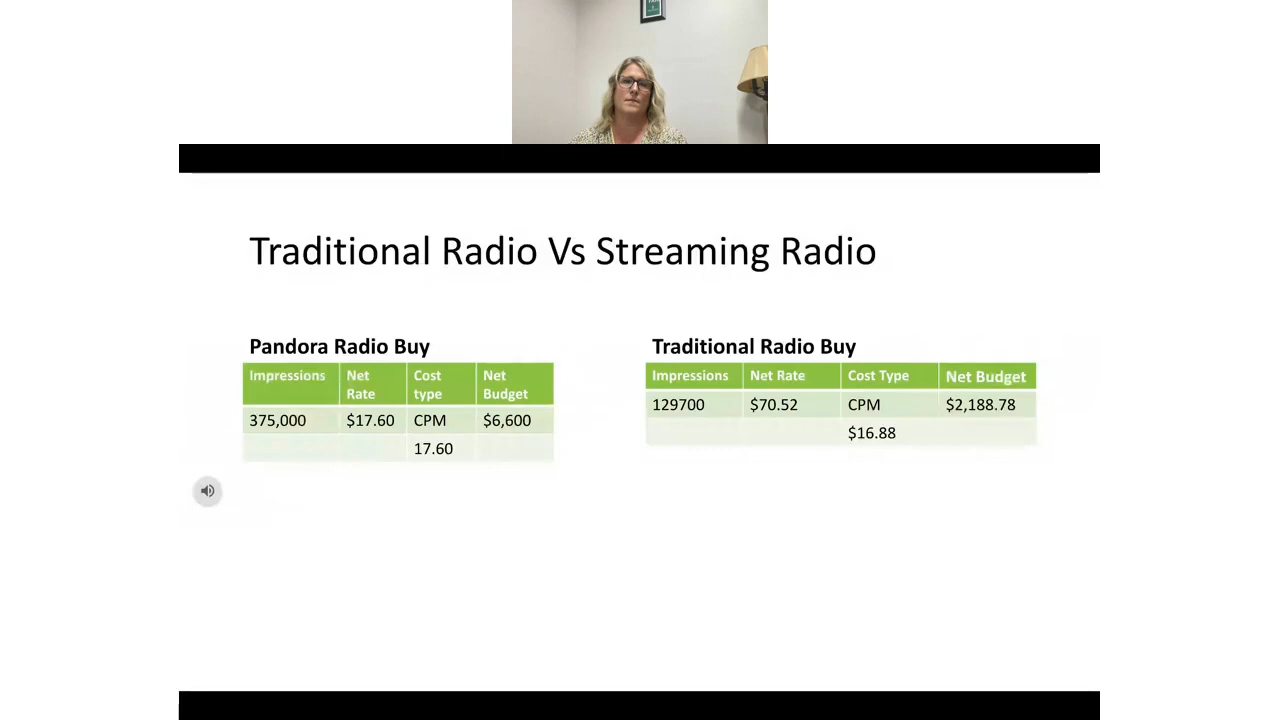 Traditional Radio Vs Streaming Radio
Pandora Radio Buy
Impressions Net Rate Cost type Net Budget
375,000 $17.60 CPM $6,600
17.60
Traditional Radio Buy
Impressions Net Rate Cost Type Net Budget
129700 $70.52 CPM $2,188.78
$16.88